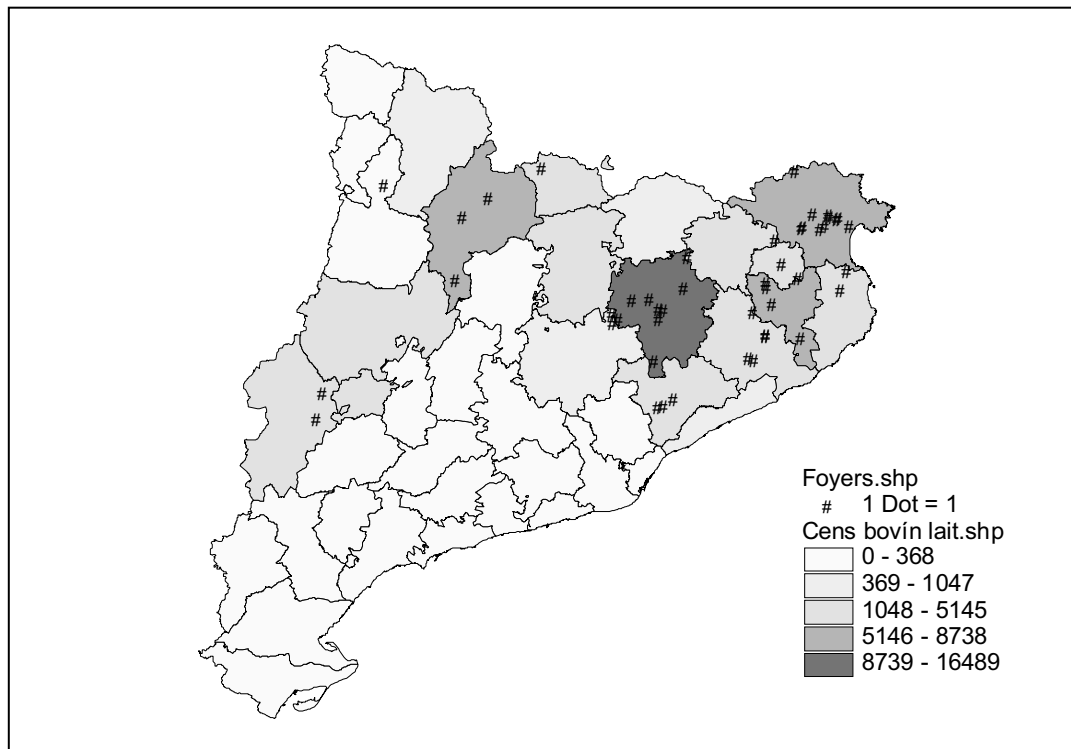 Foyers.shp
# 1 Dot = 1
Cens bovín lait.shp
0 - 368
369 - 1047
1048 - 5145
5146 - 8738
8739 - 16489